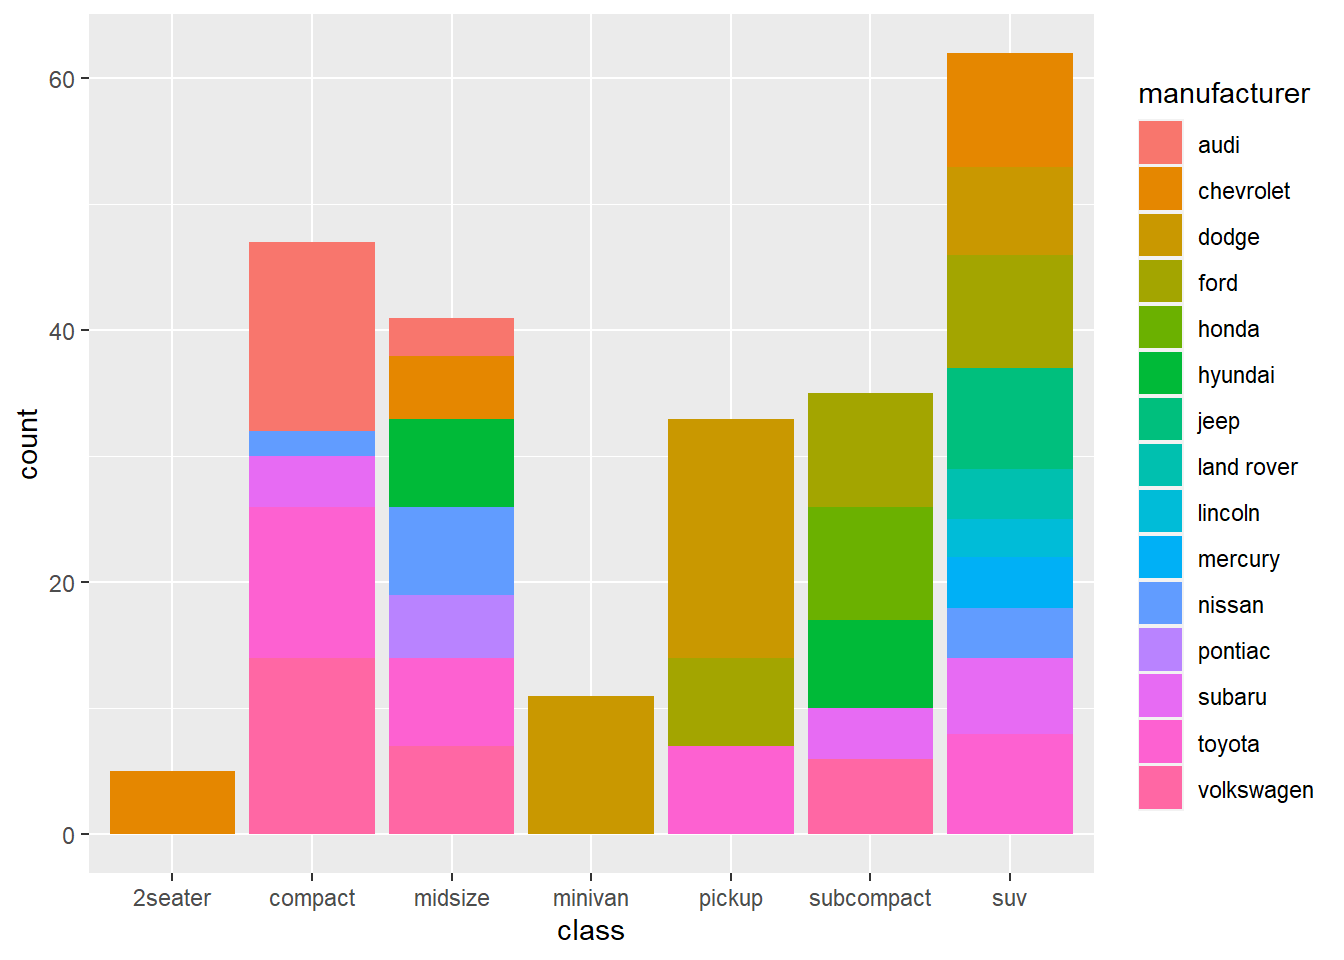 60
40
20
0
count
2seater
compact
midsize
minivan
pickup
subcompact
suv
class
manufacturer
audi
chevrolet
dodge
ford
honda
hyundai
jeep
land rover
lincoln
mercury
nissan
pontiac
subaru
toyota
volkswagen